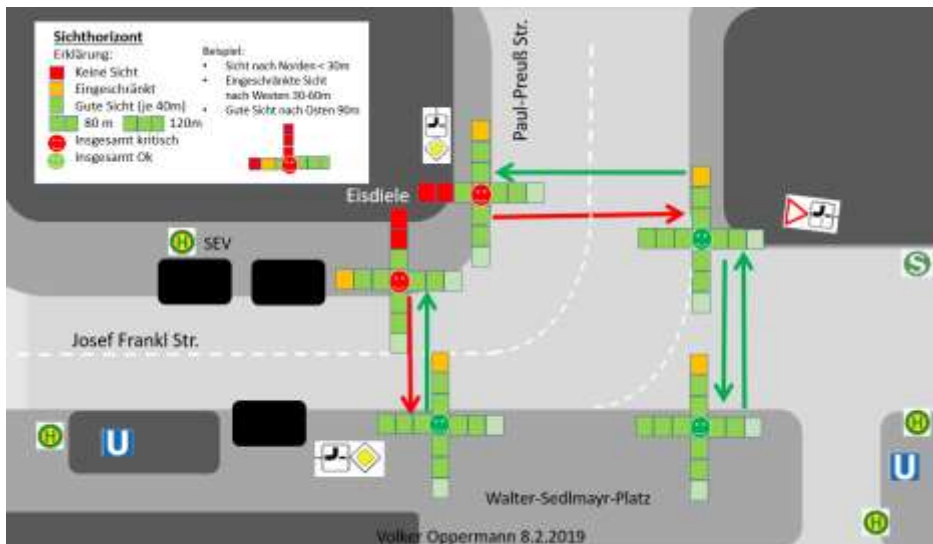 Sichthorizont
Erklärung:
Keine Sicht
Eingeschränkt
Gute Sicht (je 40m)
80 m 120m
Insgesamt kritisch
Insgesamt Ok
Beispiel:
• Sicht nach Norden < 30m
• Eingeschränkte Sicht
nach Westen 30-60m
• Gute Sicht nach Osten 90m
Paul-Preuß Str.
Eisdiele
H SEV
S
Josef Frankl Str.
H
U
H
U
Walter-Sedlmayr-Platz
H
Volker Oppermann 8.2.2019